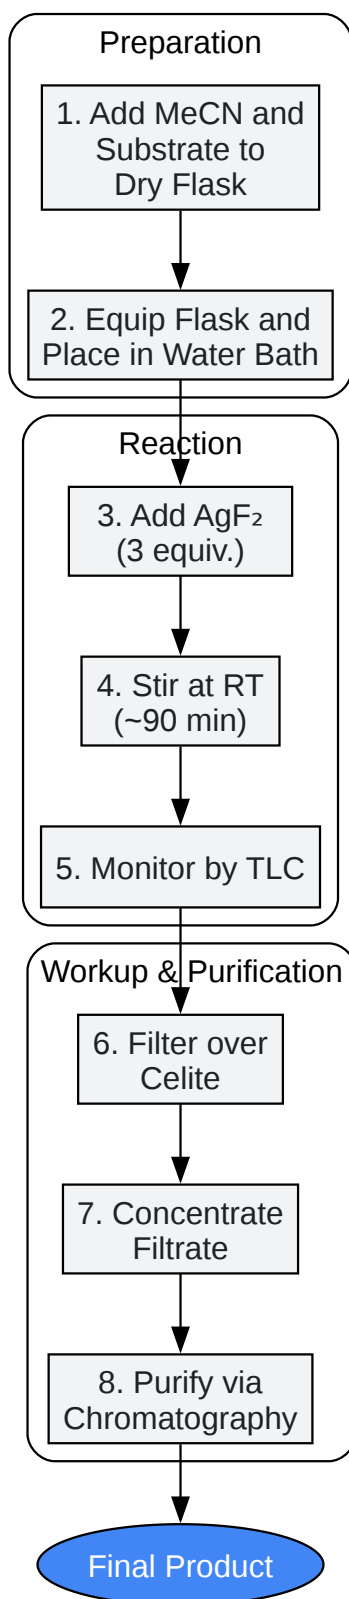 Preparation
1. Add MeCN and
Substrate to
Dry Flask
2. Equip Flask and
Place in Water Bath
Reaction
3. Add AgF₂
(3 equiv.)
4. Stir at RT
(~90 min)
5. Monitor by TLC
Workup & Purification
6. Filter over
Celite
7. Concentrate
Filtrate
8. Purify via
Chromatography
Final Product